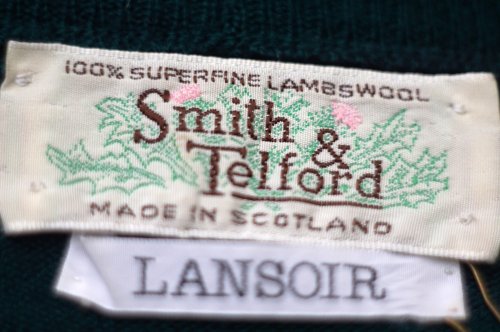 100% SUPERFINE LAMBSWOOL
Smith &
Telford
MADE IN SCOTLAND
LANSOIR